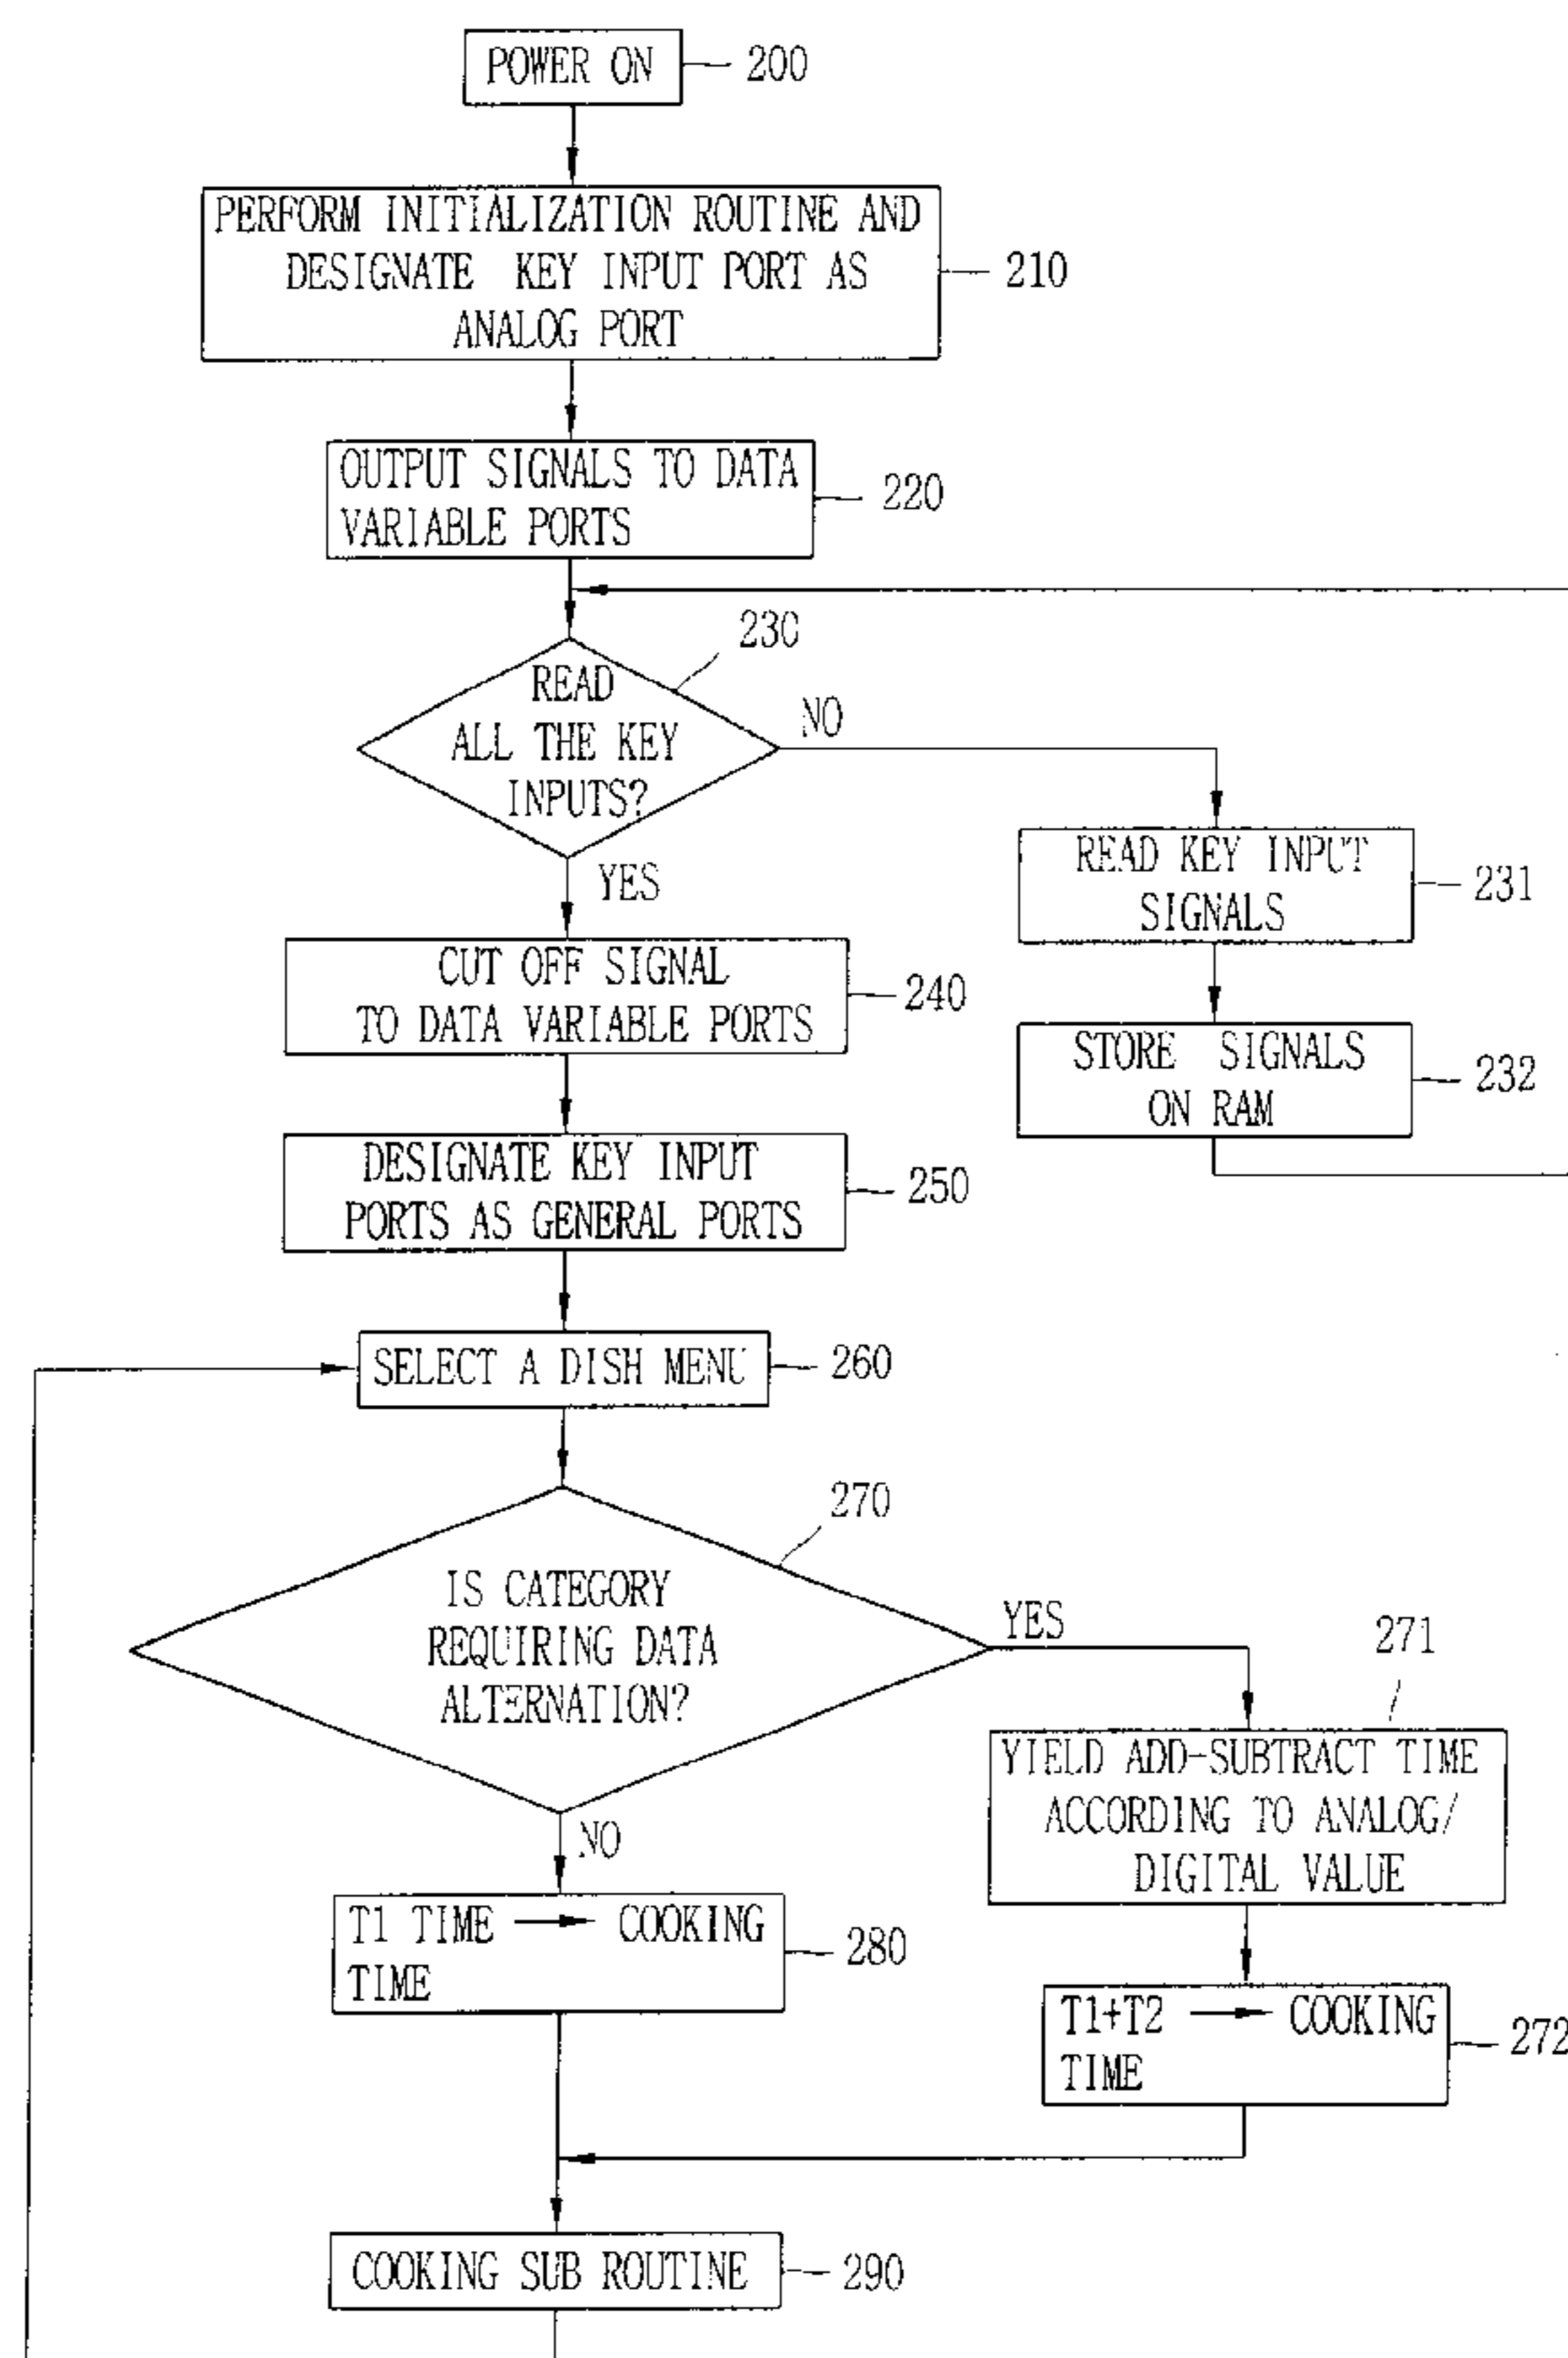 POWER ON
200
PERFORM INITIALIZATION ROUTINE AND
DESIGNATE KEY INPUT PORT AS
ANALOG PORT
210
OUTPUT SIGNALS TO DATA
VARIABLE PORTS
220
230
READ
ALL THE KEY
INPUTS?
NO
YES
READ KEY INPUT
SIGNALS
231
CUT OFF SIGNAL
TO DATA VARIABLE PORTS
240
STORE SIGNALS
ON RAM
232
DESIGNATE KEY INPUT
PORTS AS GENERAL PORTS
250
SELECT A DISH MENU
260
270
IS CATEGORY
REQUIRING DATA
ALTERNATION?
YES
271
YIELD ADD-SUBTRACT TIME
ACCORDING TO ANALOG/
DIGITAL VALUE
NO
T1 TIME → COOKING
TIME
280
T1+T2 → COOKING
TIME
272
COOKING SUB ROUTINE
290